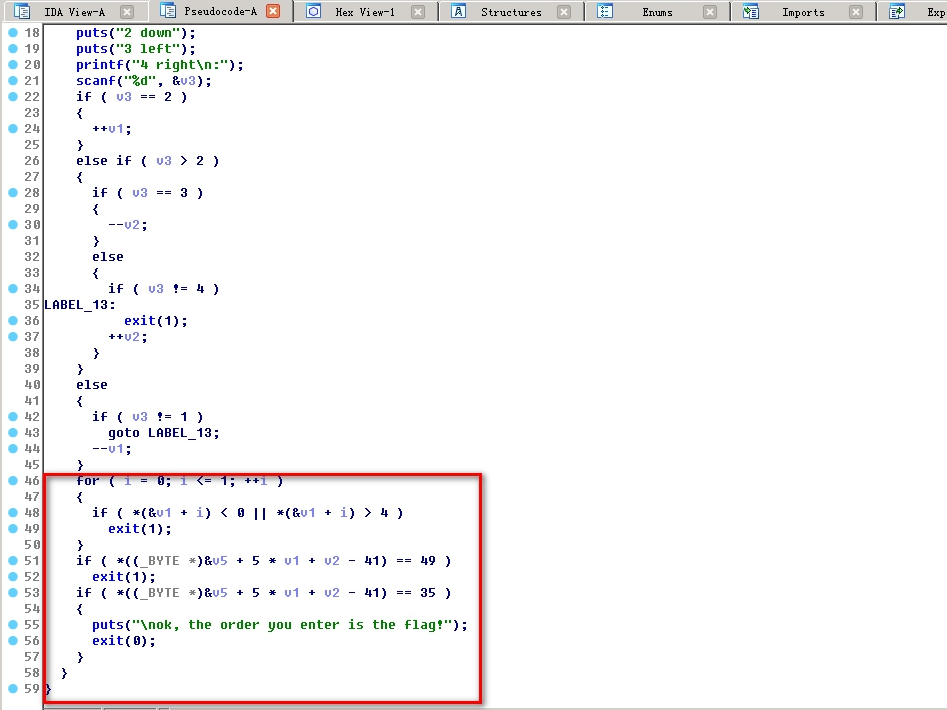 IDA View-A Pseudocode-A Hex View-1 Structures Enums Imports Exp
18 puts("2 down");
19 puts("3 left");
20 printf("4 right\n:");
21 scanf("%d", &v3);
22 if ( v3 == 2 )
23 {
24 ++v1;
25 }
26 else if ( v3 > 2 )
27 {
28 if ( v3 == 3 )
29 {
30 --v2;
31 }
32 else
33 {
34 if ( v3 != 4 )
35 LABEL_13:
36 exit(1);
37 ++v2;
38 }
39 }
40 else
41 {
42 if ( v3 != 1 )
43 goto LABEL_13;
44 --v1;
45 }
46 for ( i = 0; i <= 1; ++i )
47 {
48 if ( *(&v1 + i) < 0 || *(&v1 + i) > 4 )
49 exit(1);
50 }
51 if ( *((_BYTE *)&v5 + 5 * v1 + v2 - 41) == 49 )
52 exit(1);
53 if ( *((_BYTE *)&v5 + 5 * v1 + v2 - 41) == 35 )
54 {
55 puts("\nok, the order you enter is the flag!");
56 exit(0);
57 }
58 }
59 }